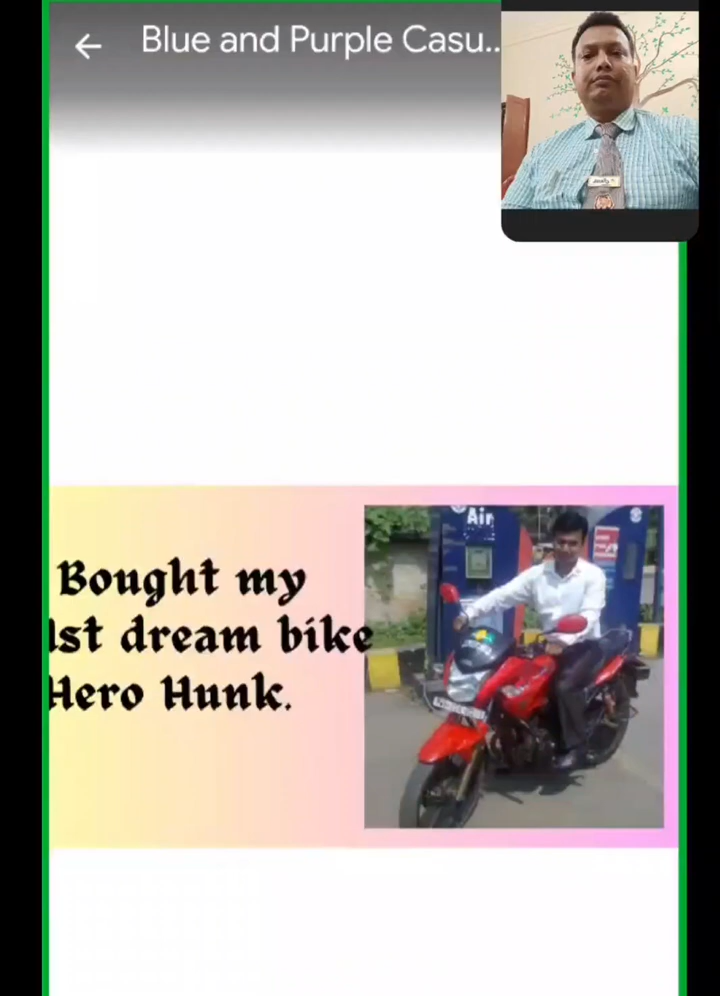 Blue and Purple Casu..
Air
Bought my
1st dream bike
Hero Hunk.